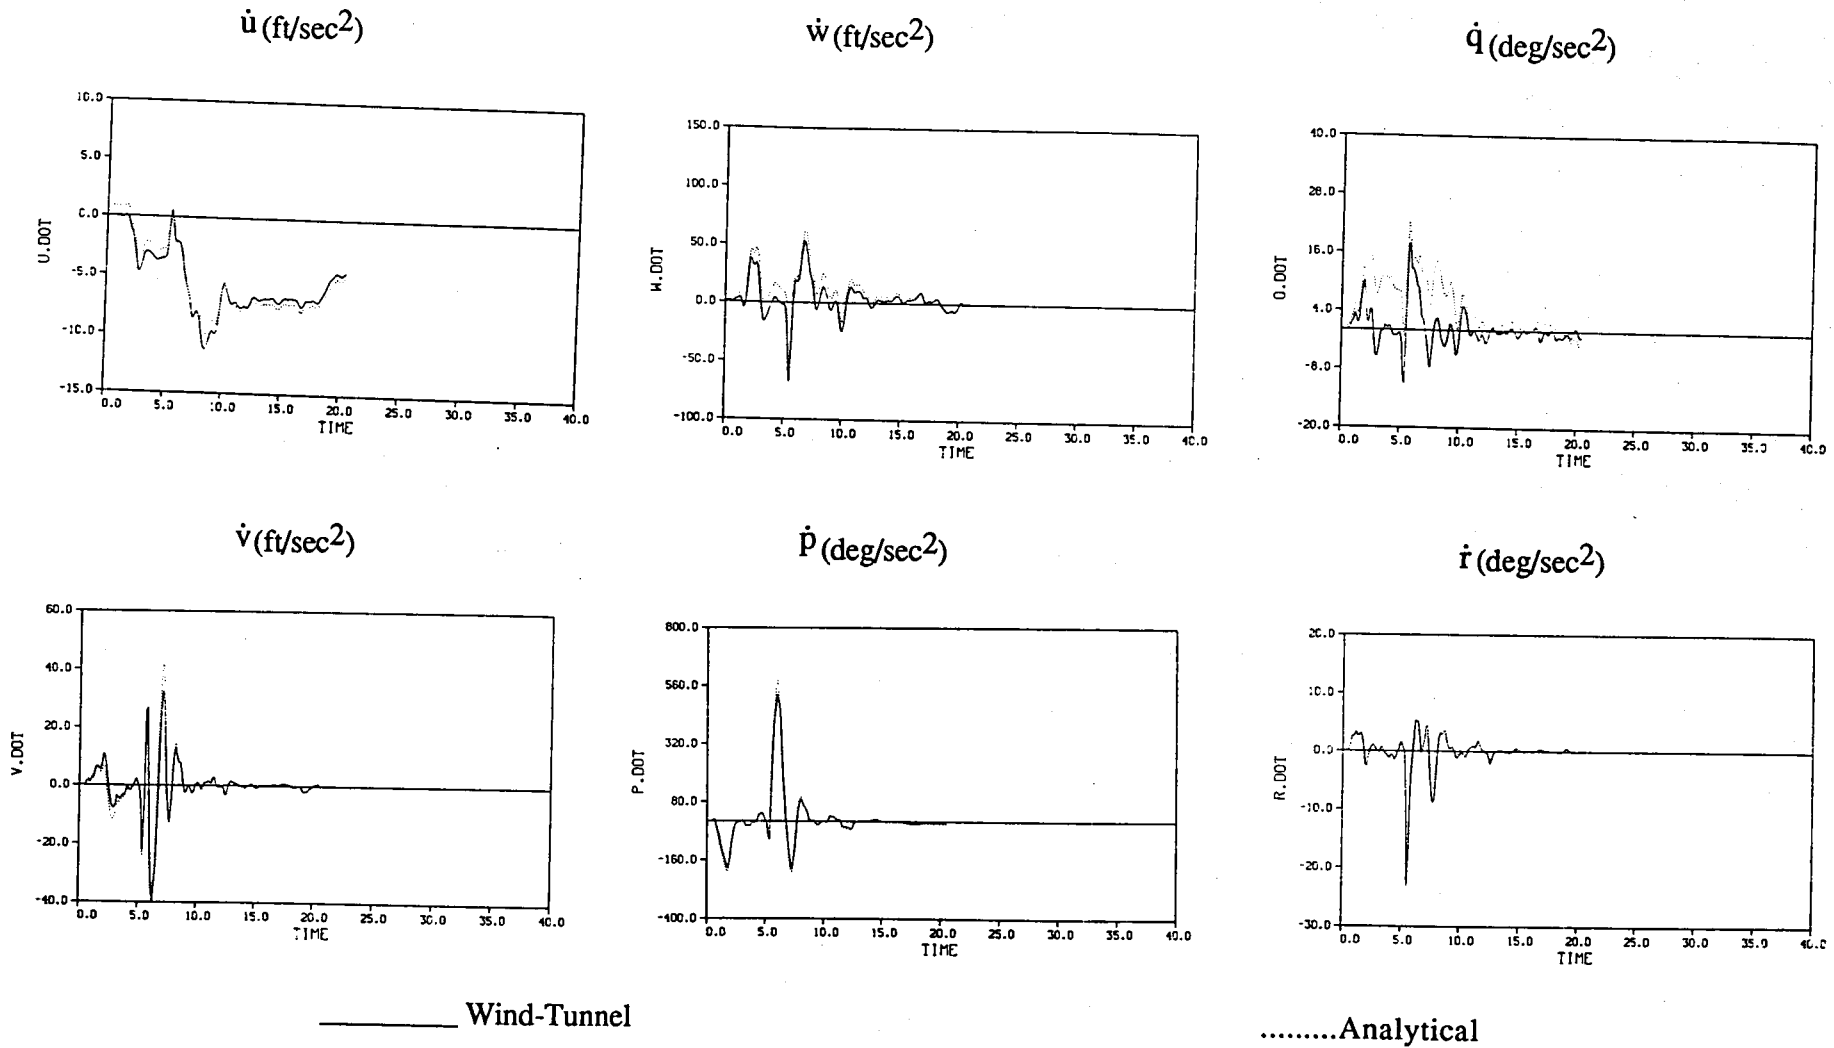 u̇ (ft/sec2)
10.0
5.0
0.0
-5.0
-10.0
-15.0
U.DOT
0.0 5.0 10.0 15.0 20.0 25.0 30.0 35.0 40.0
TIME
ẇ (ft/sec2)
150.0
100.0
50.0
0.0
-50.0
-100.0
W.DOT
0.0 5.0 10.0 15.0 20.0 25.0 30.0 35.0 40.0
TIME
q̇ (deg/sec2)
40.0
28.0
16.0
4.0
-8.0
-20.0
Q.DOT
0.0 5.0 10.0 15.0 20.0 25.0 30.0 35.0 40.0
TIME
v̇ (ft/sec2)
60.0
40.0
20.0
0.0
-20.0
-40.0
V.DOT
0.0 5.0 10.0 15.0 20.0 25.0 30.0 35.0 40.0
TIME
ṗ (deg/sec2)
800.0
560.0
320.0
80.0
-160.0
-400.0
P.DOT
0.0 5.0 10.0 15.0 20.0 25.0 30.0 35.0 40.0
TIME
ṙ (deg/sec2)
20.0
10.0
0.0
-10.0
-20.0
-30.0
R.DOT
0.0 5.0 10.0 15.0 20.0 25.0 30.0 35.0 40.0
TIME
Wind-Tunnel
.........Analytical